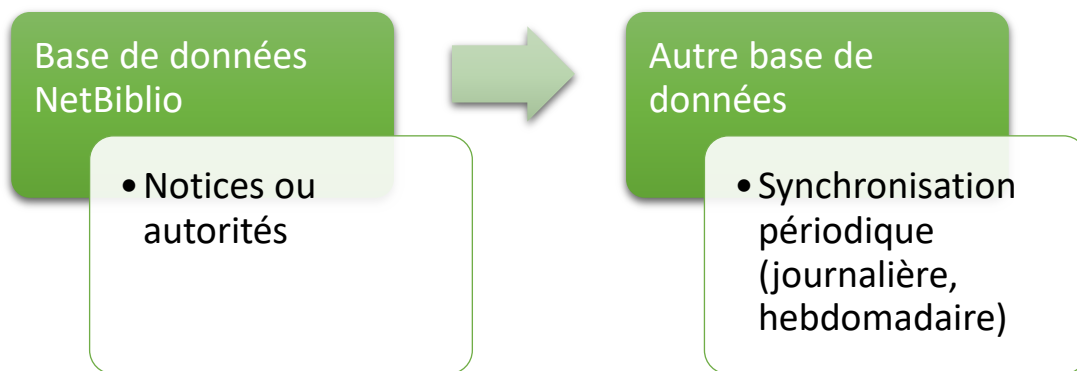 Base de données
NetBiblio
• Notices ou
autorités
Autre base de
données
• Synchronisation
périodique
(journalière,
hebdomadaire)